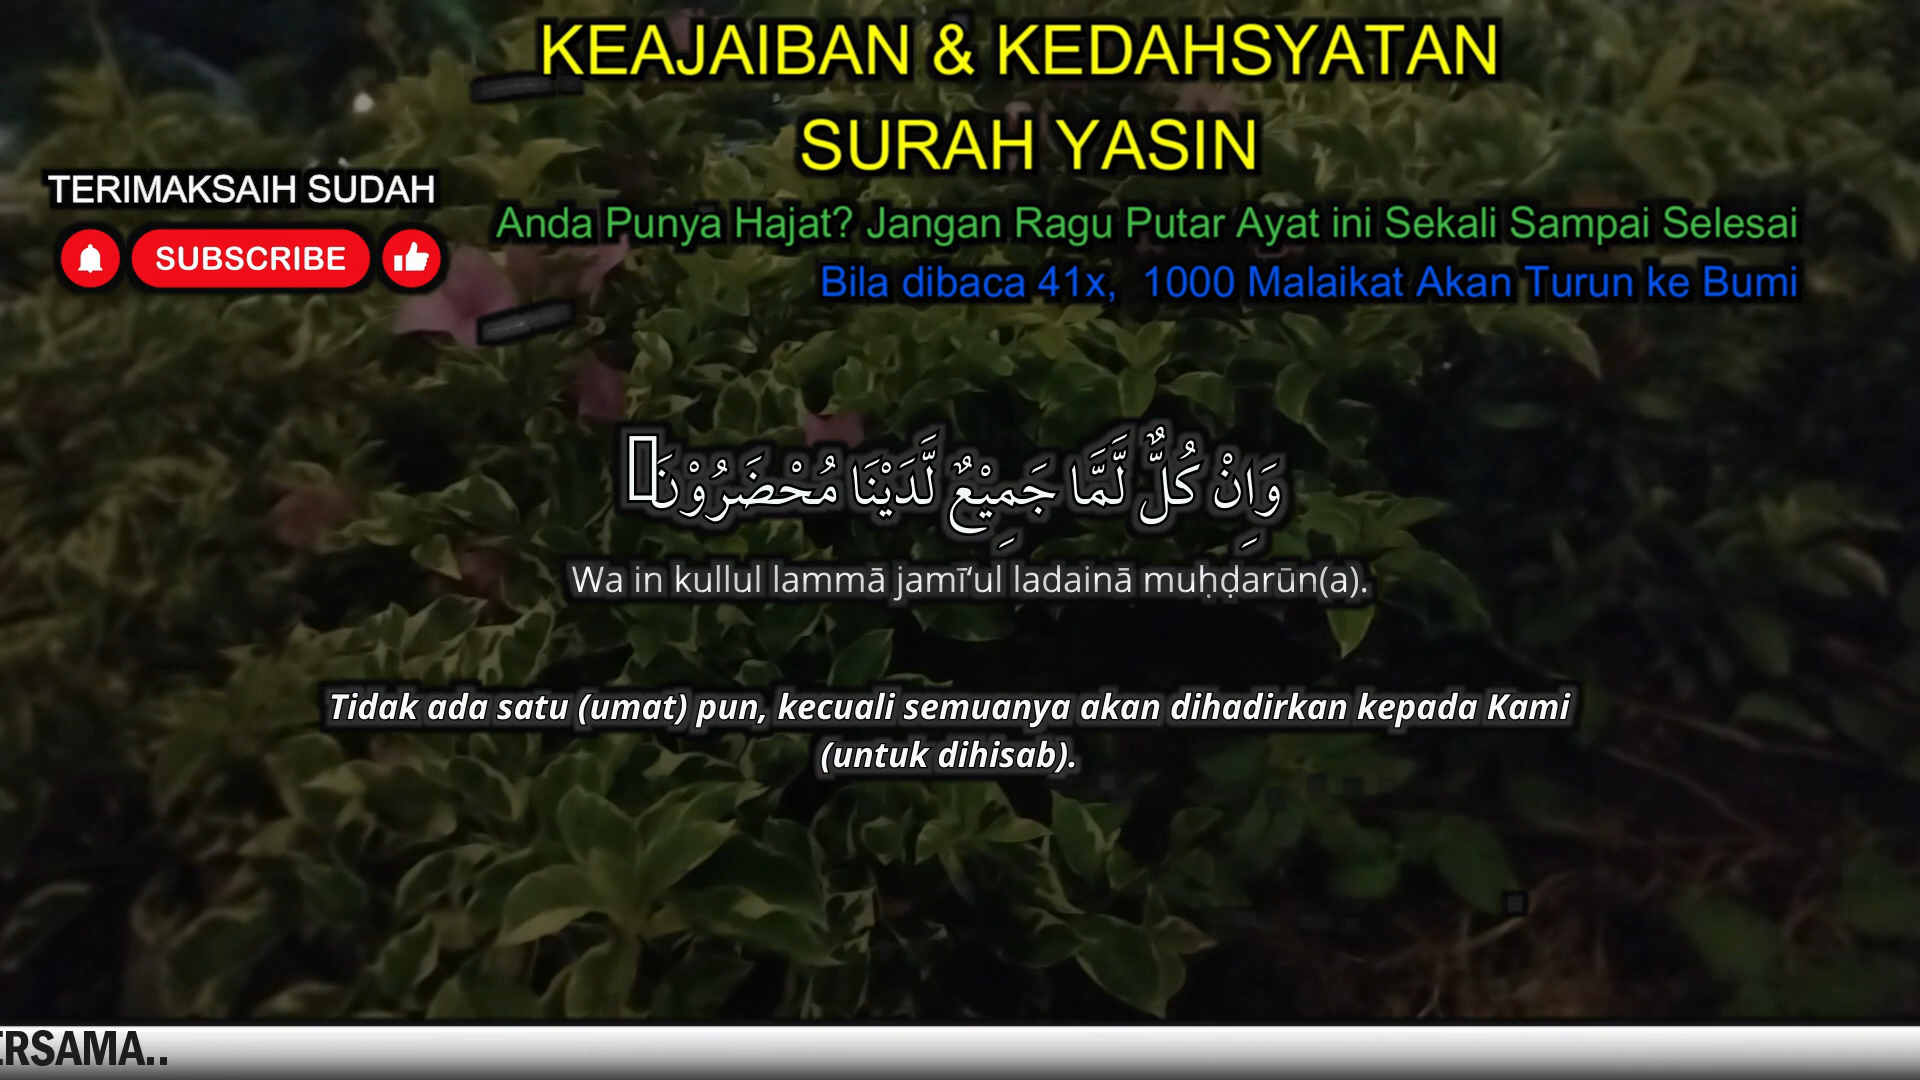 KEAJAIBAN & KEDAHSYATAN
SURAH YASIN
TERIMAKSAIH SUDAH
SUBSCRIBE
Anda Punya Hajat? Jangan Ragu Putar Ayat ini Sekali Sampai Selesai
Bila dibaca 41x, 1000 Malaikat Akan Turun ke Bumi
وَاِنْ كُلٌّ لَّمَّا جَمِيْعٌ لَّدَيْنَا مُحْضَرُوْنَ
Wa in kullul lammā jamī‘ul ladainā muḥḍarūn(a).
Tidak ada satu (umat) pun, kecuali semuanya akan dihadirkan kepada Kami
(untuk dihisab).
ERSAMA..